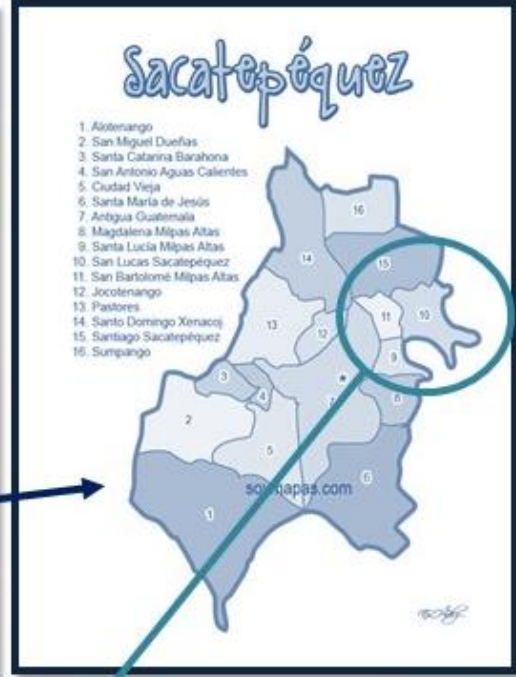 Sacatepéquez
1. Alotenango
2. San Miguel Dueñas
3. Santa Catarina Barahona
4. San Antonio Aguas Calientes
5. Ciudad Vieja
6. Santa María de Jesús
7. Antigua Guatemala
8. Magdalena Milpas Altas
9. Santa Lucía Milpas Altas
10. San Lucas Sacatepéquez
11. San Bartolomé Milpas Altas
12. Jocotenango
13. Pastores
14. Santo Domingo Xenacoj
15. Santiago Sacatepéquez
16. Sumpango
16
14
15
10
11
13
12
9
3
4
8
2
5
6
1